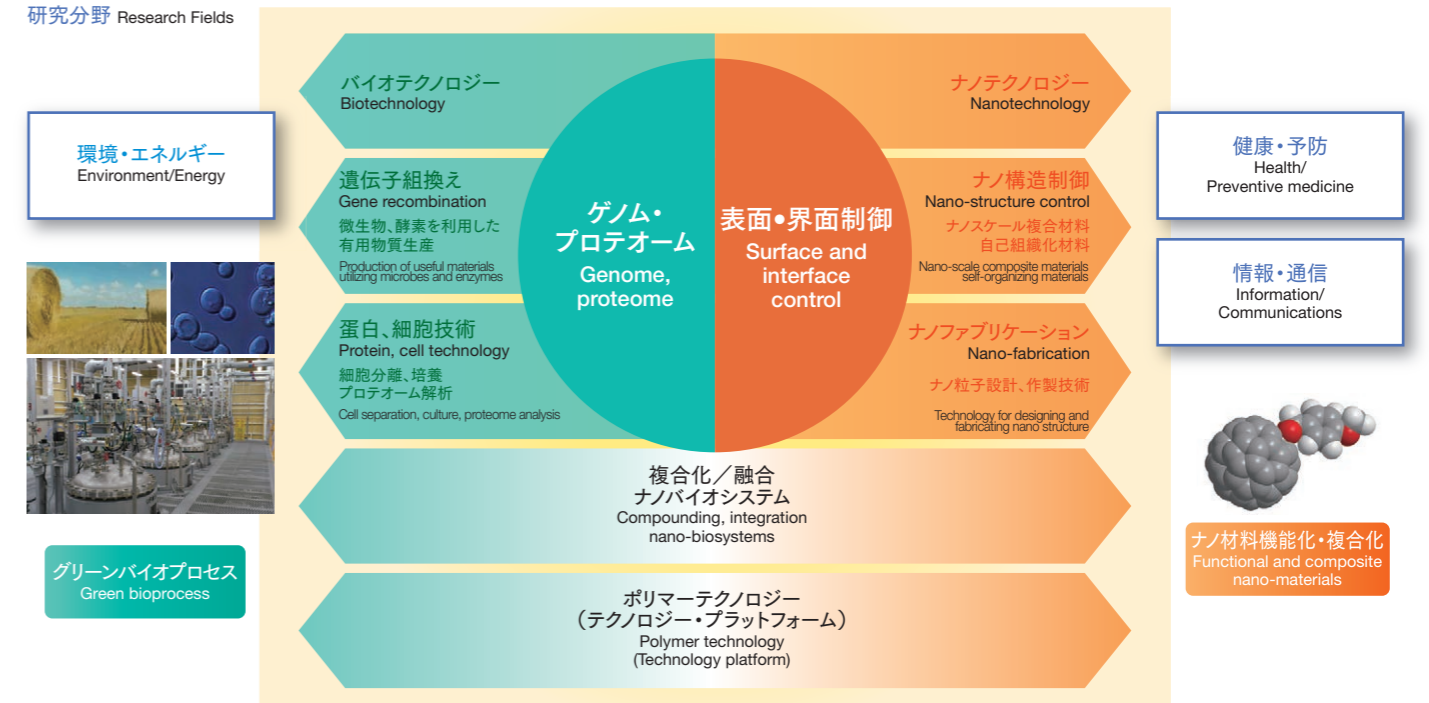 研究分野 Research Fields
環境・エネルギー
Environment/Energy
グリーンバイオプロセス
Green bioprocess
バイオテクノロジー
Biotechnology
遺伝子組換え
Gene recombination
微生物、酵素を利用した
有用物質生産
Production of useful materials
utilizing microbes and enzymes
蛋白、細胞技術
Protein, cell technology
細胞分離、培養
プロテオーム解析
Cell separation, culture, proteome analysis
ゲノム・
プロテオーム
Genome,
proteome
表面•界面制御
Surface and
interface
control
ナノテクノロジー
Nanotechnology
ナノ構造制御
Nano-structure control
ナノスケール複合材料
自己組織化材料
Nano-scale composite materials
self-organizing materials
ナノファブリケーション
Nano-fabrication
ナノ粒子設計、作製技術
Technology for designing and
fabricating nano structure
複合化／融合
ナノバイオシステム
Compounding, integration
nano-biosystems
ポリマーテクノロジー
（テクノロジー・プラットフォーム）
Polymer technology
(Technology platform)
健康・予防
Health/
Preventive medicine
情報・通信
Information/
Communications
ナノ材料機能化・複合化
Functional and composite
nano-materials